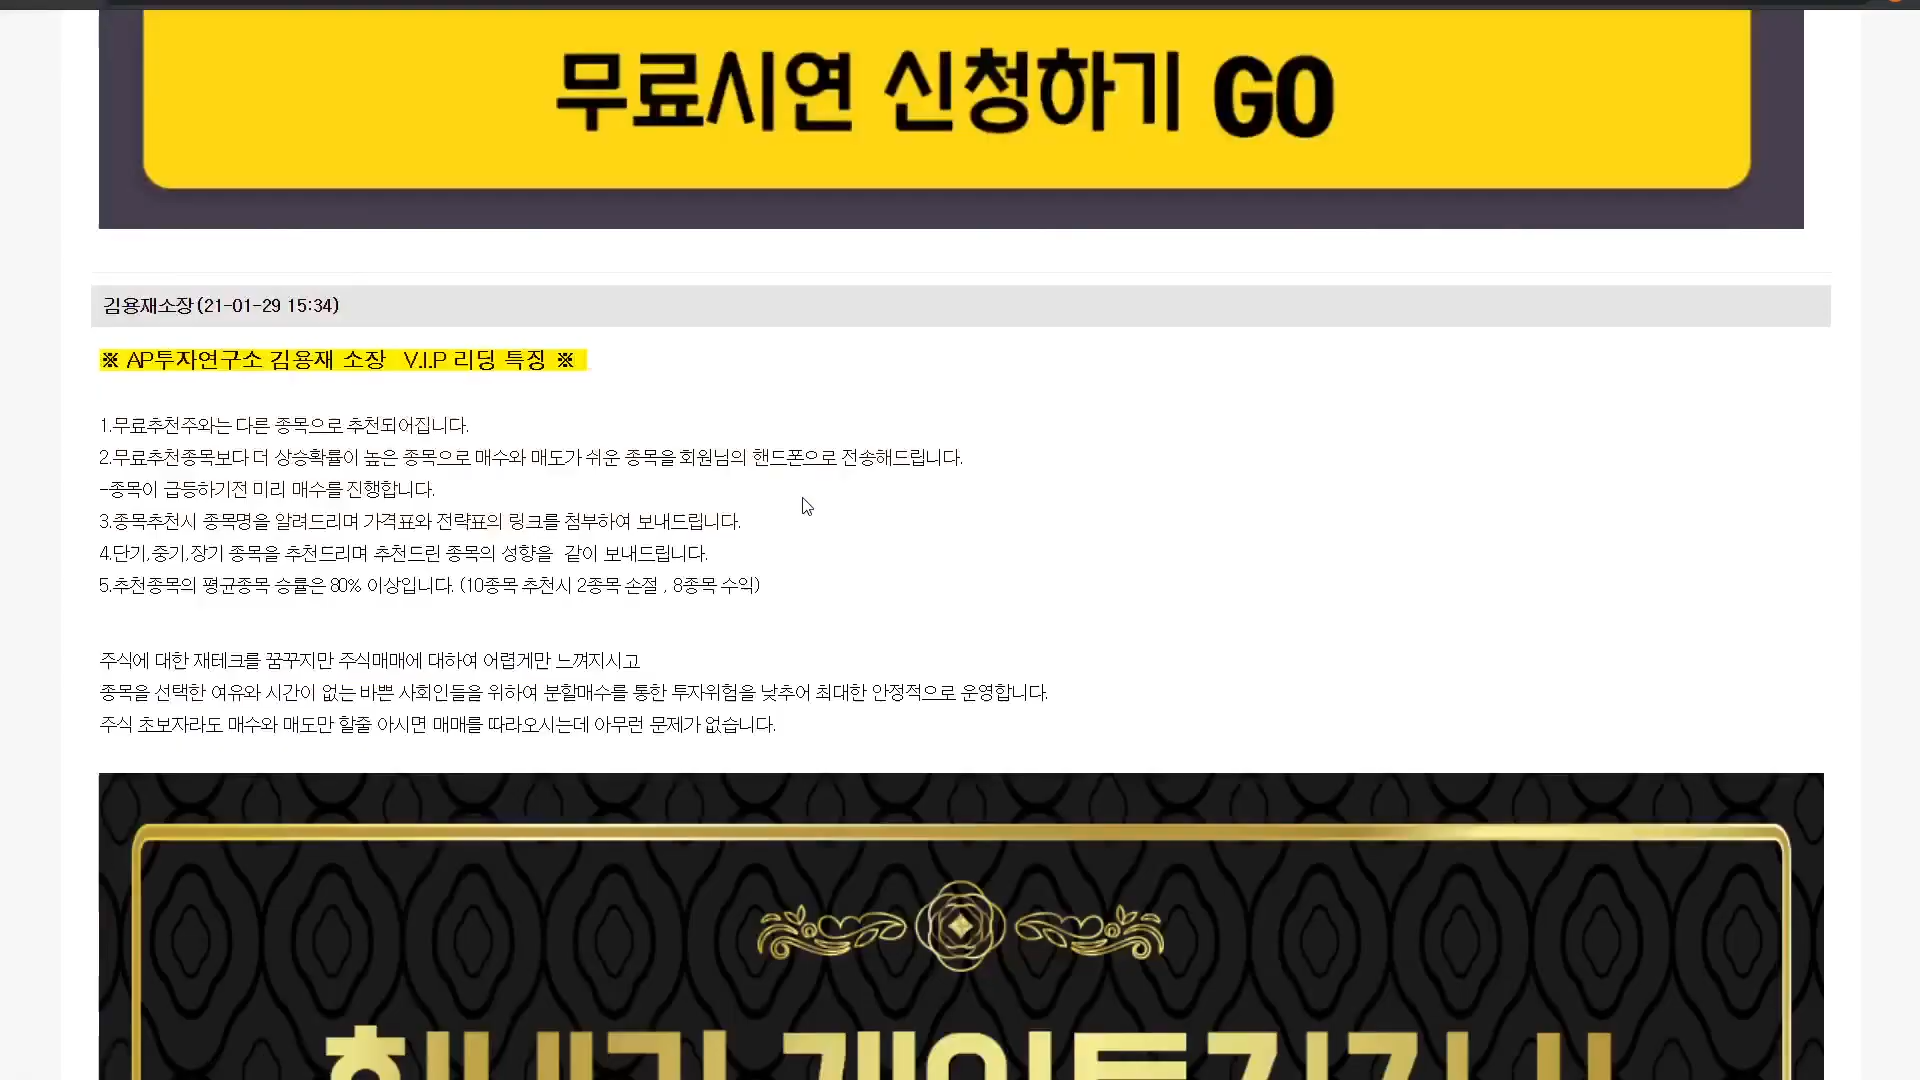 무료시연 신청하기 GO
김용재소장 (21-01-29 15:34)
※ AP투자연구소 김용재 소장 V.I.P 리딩 특징 ※
1.무료추천주와는 다른 종목으로 추천되어집니다.
2.무료추천종목보다 더 상승확률이 높은 종목으로 매수와 매도가 쉬운 종목을 회원님의 핸드폰으로 전송해드립니다.
-종목이 급등하기전 미리 매수를 진행합니다.
3.종목추천시 종목명을 알려드리며 가격표와 전략표의 링크를 첨부하여 보내드립니다.
4.단기,중기,장기 종목을 추천드리며 추천드린 종목의 성향을 같이 보내드립니다.
5.추천종목의 평균종목 승률은 80% 이상입니다. (10종목 추천시 2종목 손절 , 8종목 수익)
주식에 대한 재테크를 꿈꾸지만 주식매매에 대하여 어렵게만 느껴지시고
종목을 선택한 여유와 시간이 없는 바쁜 사회인들을 위하여 분할매수를 통한 투자위험을 낮추어 최대한 안정적으로 운영합니다.
주식 초보자라도 매수와 매도만 할줄 아시면 매매를 따라오시는데 아무런 문제가 없습니다.